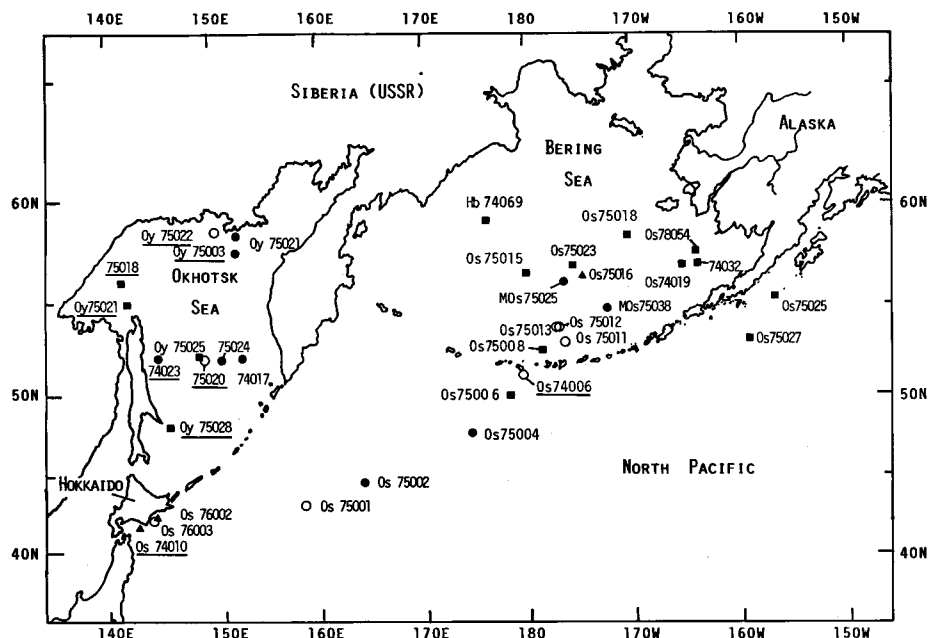 140E 150E 160E 170E 180 170W 160W 150W
SIBERIA (USSR)
ALASKA
BERING
SEA
60N
60N
Hb 74069
Os75018
Oy 75022
Oy 75021
Oy 75003
Os78054
Os75023
Os75015
75018
OKHOTSK
Os75016
Os74019
74032
MOs75025
Oy75021
SEA
MOs75038
Os75025
Os75013
Os 75012
Os 75011
Os75027
Oy 75025
75024
Os75008
74023
75020
74017
Os74006
50N
50N
Os75006
Oy 75028
Os75004
NORTH PACIFIC
HOKKAIDO
Os 75002
Os 76002
Os 75001
Os 76003
Os 74010
40N
40N
140E 150E 160E 170E 180 170W 160W 150W